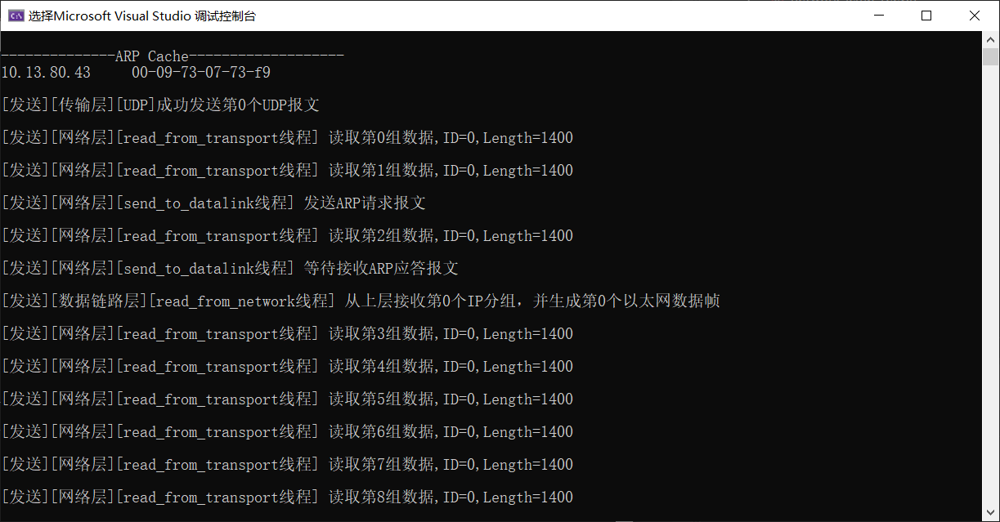 选择Microsoft Visual Studio 调试控制台
--------------ARP Cache-------------------
10.13.80.43     00-09-73-07-73-f9
[发送][传输层][UDP]成功发送第0个UDP报文
[发送][网络层][read_from_transport线程] 读取第0组数据,ID=0,Length=1400
[发送][网络层][read_from_transport线程] 读取第1组数据,ID=0,Length=1400
[发送][网络层][send_to_datalink线程] 发送ARP请求报文
[发送][网络层][read_from_transport线程] 读取第2组数据,ID=0,Length=1400
[发送][网络层][send_to_datalink线程] 等待接收ARP应答报文
[发送][数据链路层][read_from_network线程] 从上层接收第0个IP分组，并生成第0个以太网数据帧
[发送][网络层][read_from_transport线程] 读取第3组数据,ID=0,Length=1400
[发送][网络层][read_from_transport线程] 读取第4组数据,ID=0,Length=1400
[发送][网络层][read_from_transport线程] 读取第5组数据,ID=0,Length=1400
[发送][网络层][read_from_transport线程] 读取第6组数据,ID=0,Length=1400
[发送][网络层][read_from_transport线程] 读取第7组数据,ID=0,Length=1400
[发送][网络层][read_from_transport线程] 读取第8组数据,ID=0,Length=1400